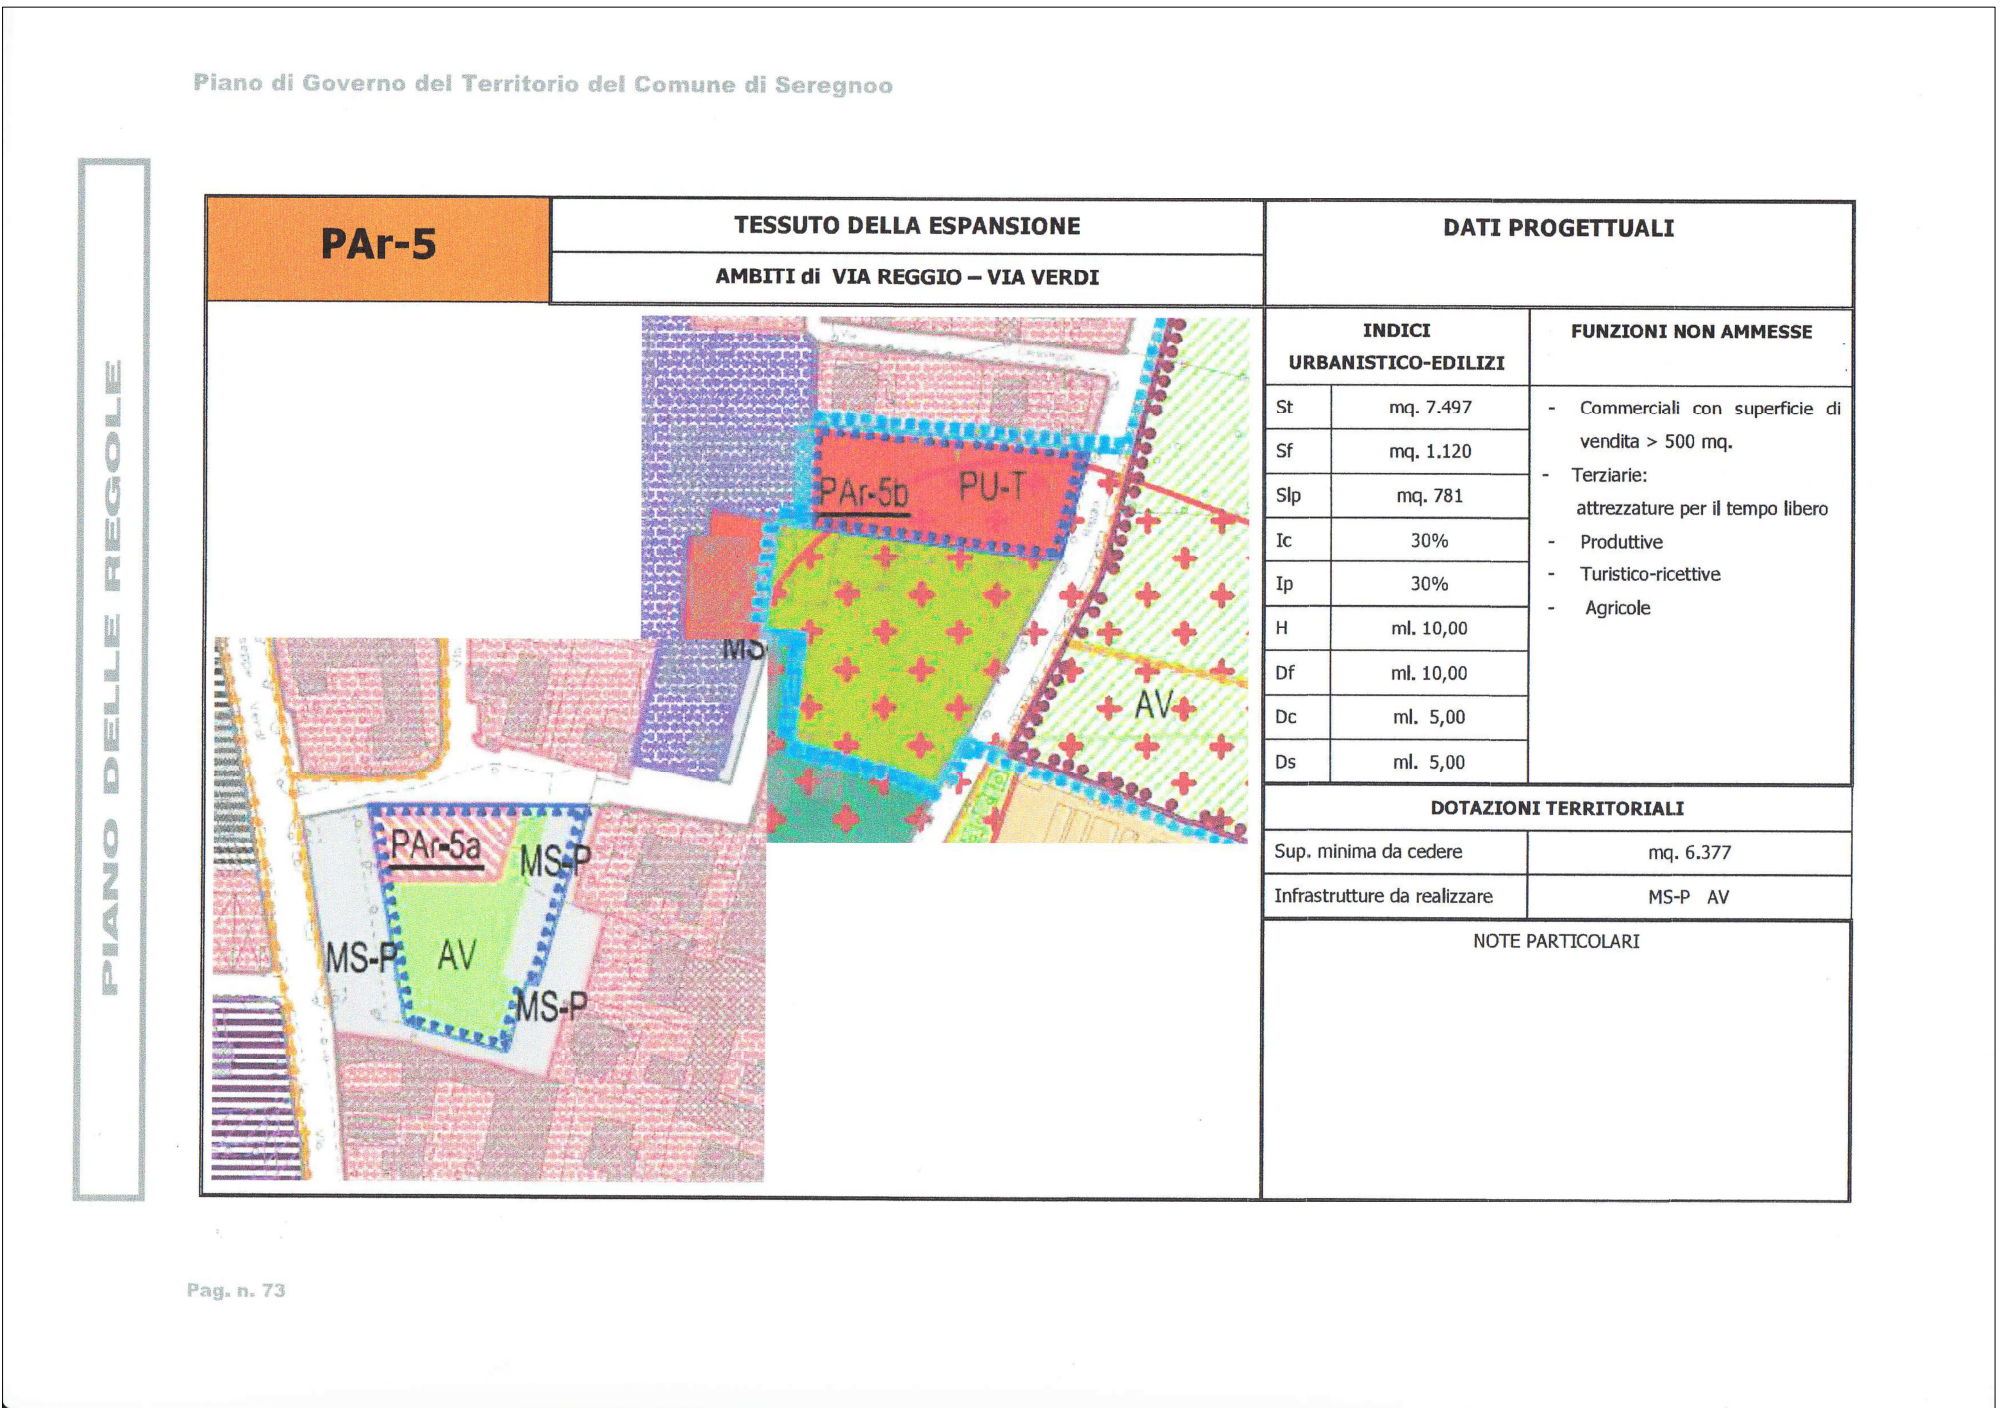 Piano di Governo del Territorio del Comune di Seregnoo
PIANO DELLE REGOLE
PAr-5
TESSUTO DELLA ESPANSIONE
AMBITI di VIA REGGIO – VIA VERDI
DATI PROGETTUALI
INDICI
URBANISTICO-EDILIZI
FUNZIONI NON AMMESSE
St mq. 7.497
Sf mq. 1.120
Slp mq. 781
Ic 30%
Ip 30%
H ml. 10,00
Df ml. 10,00
Dc ml. 5,00
Ds ml. 5,00
- Commerciali con superficie di
vendita > 500 mq.
- Terziarie:
attrezzature per il tempo libero
- Produttive
- Turistico-ricettive
- Agricole
DOTAZIONI TERRITORIALI
Sup. minima da cedere mq. 6.377
Infrastrutture da realizzare MS-P AV
NOTE PARTICOLARI
PAr-5b
PU-T
MS-
AV
PAr-5a
MS-P
MS-P
AV
MS-P
Pag. n. 73